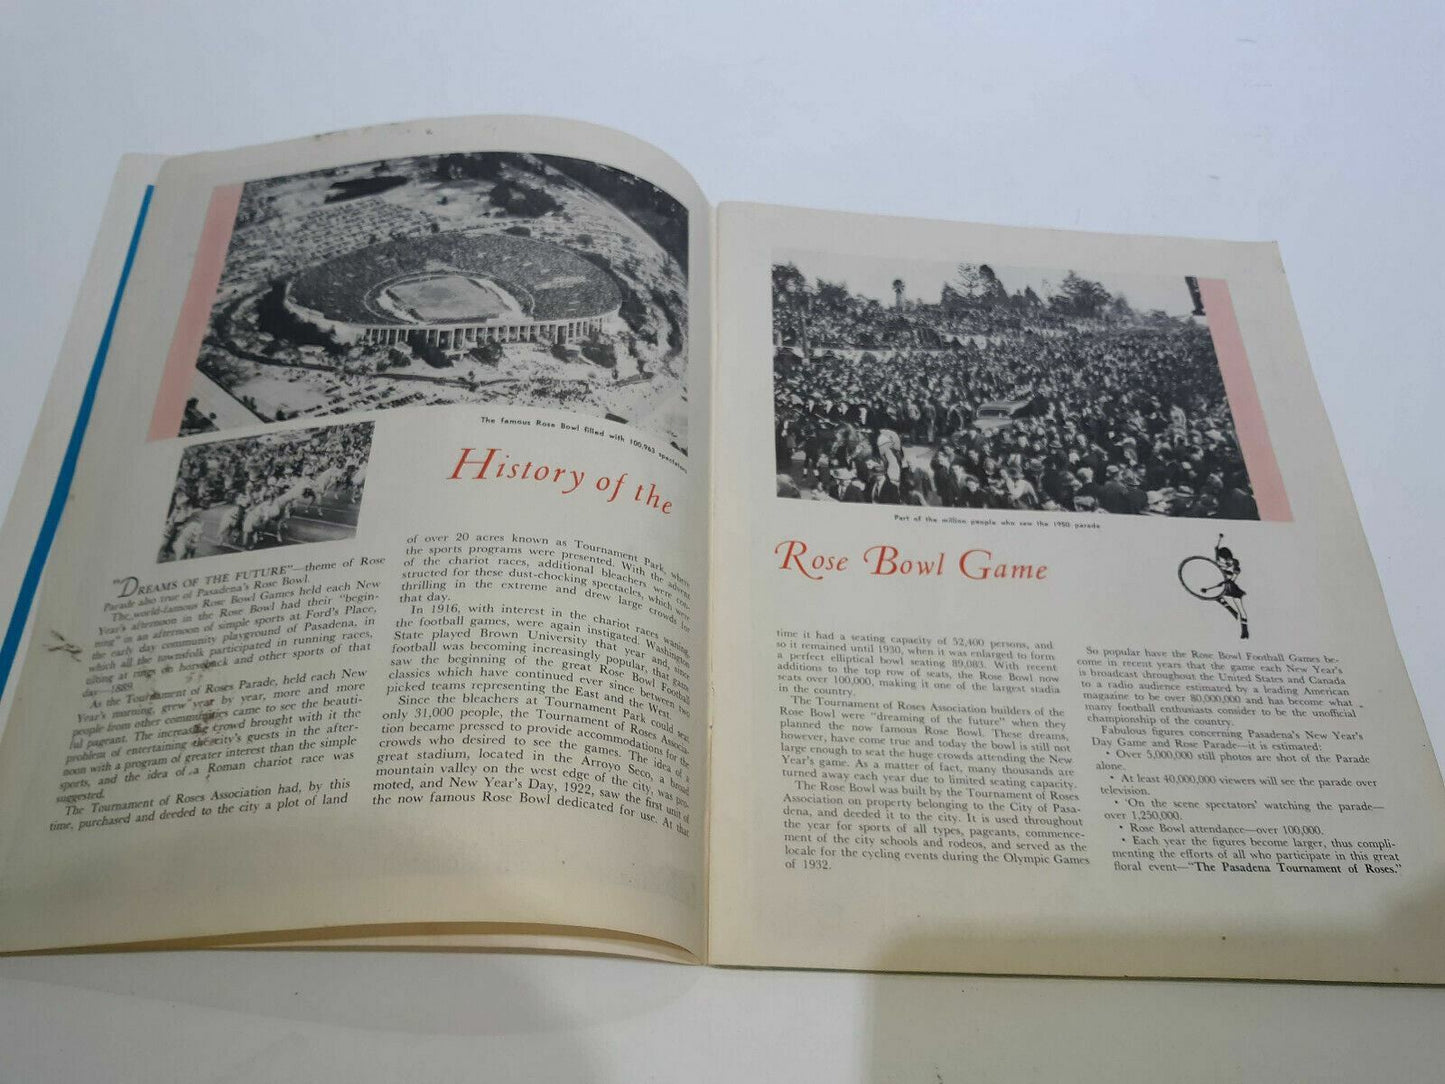 The famous Rose Bowl filled with 100,963 spectators
History of the
"DREAMS OF THE FUTURE"—theme of Rose
Parade also true of Pasadena's Rose Bowl.
The world-famous Rose Bowl Games held each New
Year's afternoon in the Rose Bowl had their "begin-
ning" in an afternoon of simple sports at Ford's Place,
the early day community playground of Pasadena, in
which all the townsfolk participated in running races,
tilting at rings on horseback and other sports of that
day—1889.
As the Tournament of Roses Parade, held each New
Year's morning, grew year by year, more and more
people from other communities came to see the beauti-
ful pageant. The increasing crowd brought with it the
problem of entertaining the city's guests in the after-
noon with a program of greater interest than the simple
sports, and the idea of a Roman chariot race was
suggested.
The Tournament of Roses Association had, by this
time, purchased and deeded to the city a plot of land
of over 20 acres known as Tournament Park, where
the sports programs were presented. With the advent
of the chariot races, additional bleachers were con-
structed for these dust-chocking spectacles, which were
thrilling in the extreme and drew large crowds for
that day.
In 1916, with interest in the chariot races waning,
the football games, were again instigated. Washington
State played Brown University that year and, since
football was becoming increasingly popular, that game
saw the beginning of the great Rose Bowl Football
classics which have continued ever since between two
picked teams representing the East and the West.
Since the bleachers at Tournament Park could seat
only 31,000 people, the Tournament of Roses Associa-
tion became pressed to provide accommodations for the
crowds who desired to see the games. The idea of a
great stadium, located in the Arroyo Seco, a broad
mountain valley on the west edge of the city, was pro-
moted, and New Year's Day, 1922, saw the first unit of
the now famous Rose Bowl dedicated for use. At that
Part of the million people who saw the 1950 parade
Rose Bowl Game
time it had a seating capacity of 52,400 persons, and
so it remained until 1930, when it was enlarged to form
a perfect elliptical bowl seating 89,083. With recent
additions to the top row of seats, the Rose Bowl now
seats over 100,000, making it one of the largest stadia
in the country.
The Tournament of Roses Association builders of the
Rose Bowl were "dreaming of the future" when they
planned the now famous Rose Bowl. These dreams,
however, have come true and today the bowl is still not
large enough to seat the huge crowds attending the New
Year's game. As a matter of fact, many thousands are
turned away each year due to limited seating capacity.
The Rose Bowl was built by the Tournament of Roses
Association on property belonging to the City of Pasa-
dena, and deeded it to the city. It is used throughout
the year for sports of all types, pageants, commence-
ment of the city schools and rodeos, and served as the
locale for the cycling events during the Olympic Games
of 1932.
So popular have the Rose Bowl Football Games be-
come in recent years that the game each New Year's
is broadcast throughout the United States and Canada
to a radio audience estimated by a leading American
magazine to be over 80,000,000 and has become what
many football enthusiasts consider to be the unofficial
championship of the country.
Fabulous figures concerning Pasadena's New Year's
Day Game and Rose Parade—it is estimated:
• Over 5,000,000 still photos are shot of the Parade
alone.
• At least 40,000,000 viewers will see the parade over
television.
• 'On the scene spectators' watching the parade—
over 1,250,000.
• Rose Bowl attendance—over 100,000.
• Each year the figures become larger, thus compli-
menting the efforts of all who participate in this great
floral event—"The Pasadena Tournament of Roses."